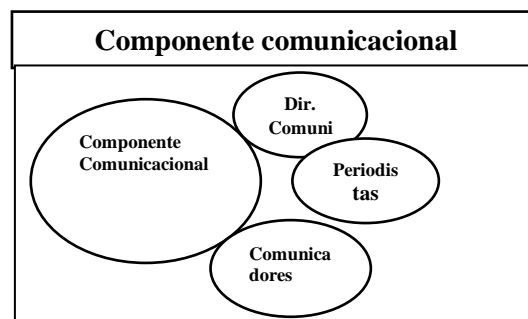 Componente comunicacional
Dir.
Comuni
Componente
Comunicacional
Periodis
tas
Comunica
dores